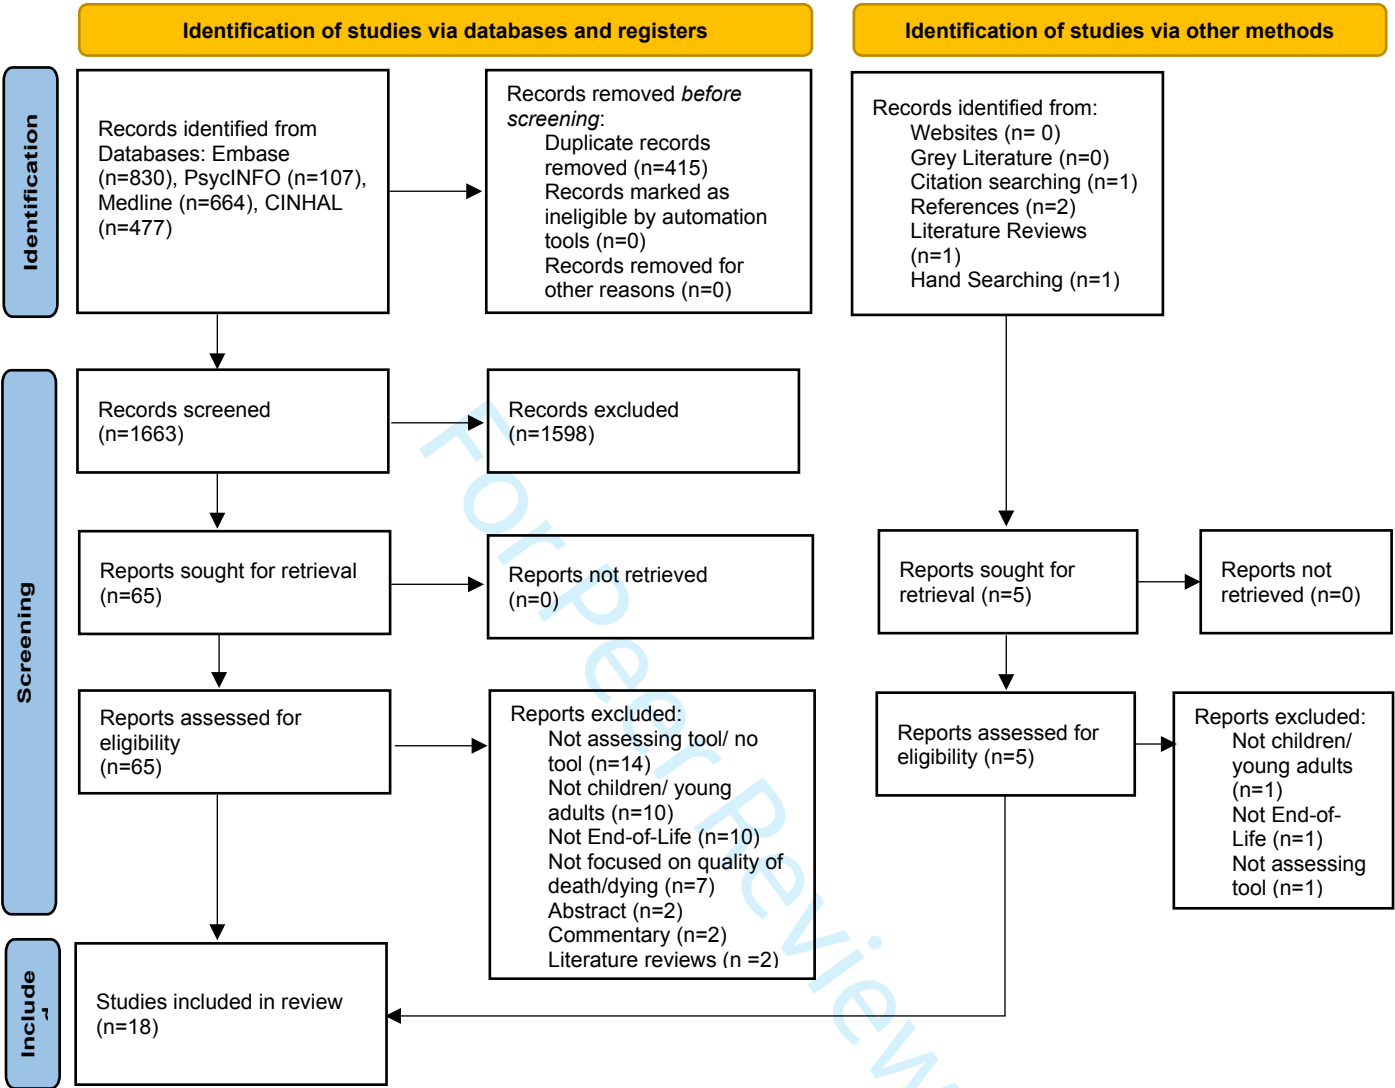 Identification of studies via databases and registers
Identification of studies via other methods
Identification
Records identified from
Databases: Embase
(n=830), PsycINFO (n=107),
Medline (n=664), CINHAL
(n=477)
Records removed before
screening:
Duplicate records
removed (n=415)
Records marked as
ineligible by automation
tools (n=0)
Records removed for
other reasons (n=0)
Records identified from:
Websites (n= 0)
Grey Literature (n=0)
Citation searching (n=1)
References (n=2)
Literature Reviews
(n=1)
Hand Searching (n=1)
Screening
Records screened
(n=1663)
Records excluded
(n=1598)
Reports sought for retrieval
(n=65)
Reports not retrieved
(n=0)
Reports sought for
retrieval (n=5)
Reports not
retrieved (n=0)
Reports assessed for
eligibility
(n=65)
Reports excluded:
Not assessing tool/ no
tool (n=14)
Not children/ young
adults (n=10)
Not End-of-Life (n=10)
Not focused on quality of
death/dying (n=7)
Abstract (n=2)
Commentary (n=2)
Literature reviews (n =2)
Reports assessed for
eligibility (n=5)
Reports excluded:
Not children/
young adults
(n=1)
Not End-of-
Life (n=1)
Not assessing
tool (n=1)
Include
Studies included in review
(n=18)
For Peer Review